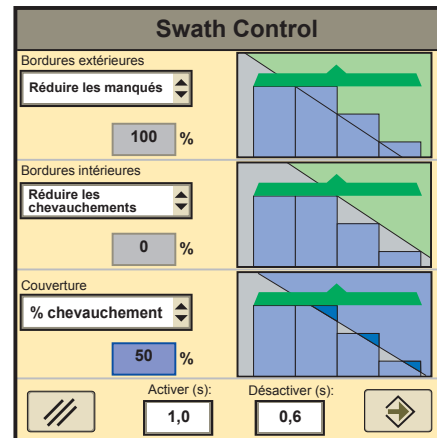 Swath Control
Bordures extérieures
Réduire les manqués
100 %
Bordures intérieures
Réduire les
chevauchements
0 %
Couverture
% chevauchement
50 %
Activer (s): Désactiver (s):
1,0 0,6